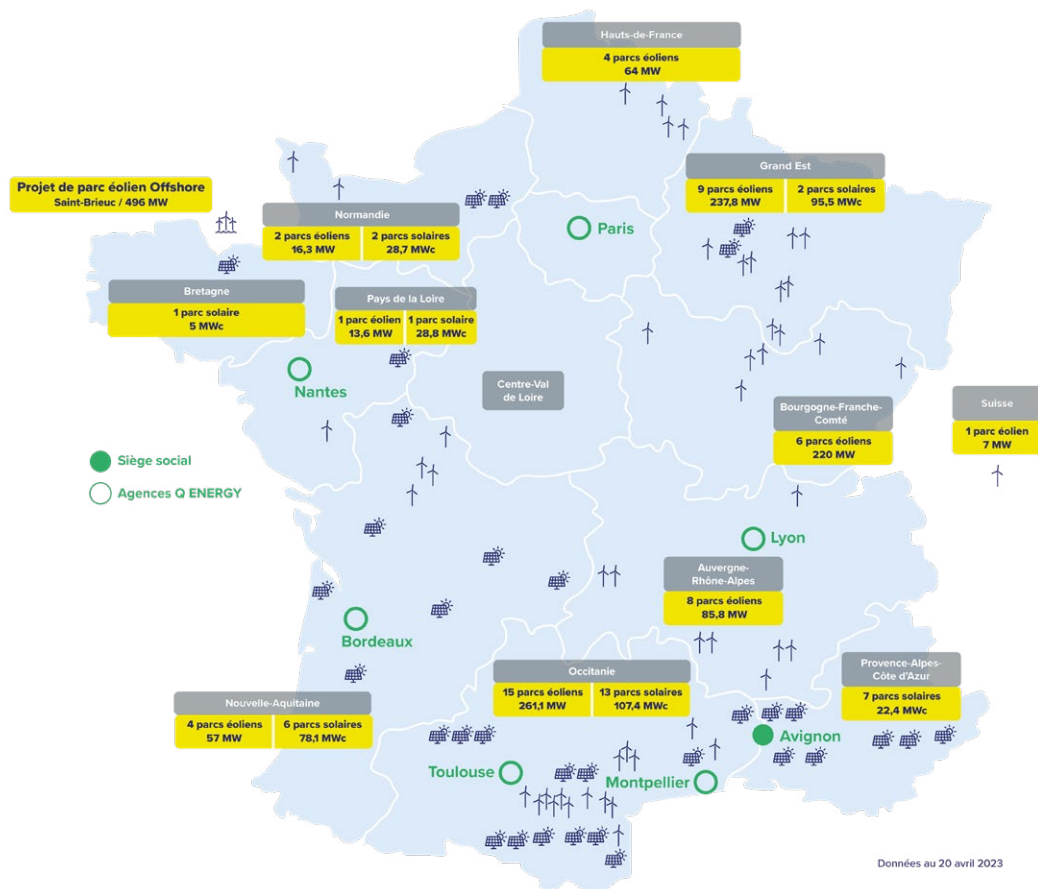 Hauts-de-France
4 parcs éoliens
64 MW
Grand Est
9 parcs éoliens
237,8 MW
2 parcs solaires
95,5 MWc
Projet de parc éolien Offshore
Saint-Brieuc / 496 MW
Normandie
2 parcs éoliens
16,3 MW
2 parcs solaires
28,7 MWc
Paris
Bretagne
1 parc solaire
5 MWc
Pays de la Loire
1 parc éolien
13,6 MW
1 parc solaire
28,8 MWc
Nantes
Centre-Val
de Loire
Bourgogne-Franche-
Comté
6 parcs éoliens
220 MW
Suisse
1 parc éolien
7 MW
Siège social
Agences Q ENERGY
Lyon
Auvergne-
Rhône-Alpes
8 parcs éoliens
85,8 MW
Bordeaux
Nouvelle-Aquitaine
4 parcs éoliens
57 MW
6 parcs solaires
78,1 MWc
Occitanie
15 parcs éoliens
261,1 MW
13 parcs solaires
107,4 MWc
Provence-Alpes-
Côte d'Azur
7 parcs solaires
22,4 MWc
Avignon
Toulouse
Montpellier
Données au 20 avril 2023